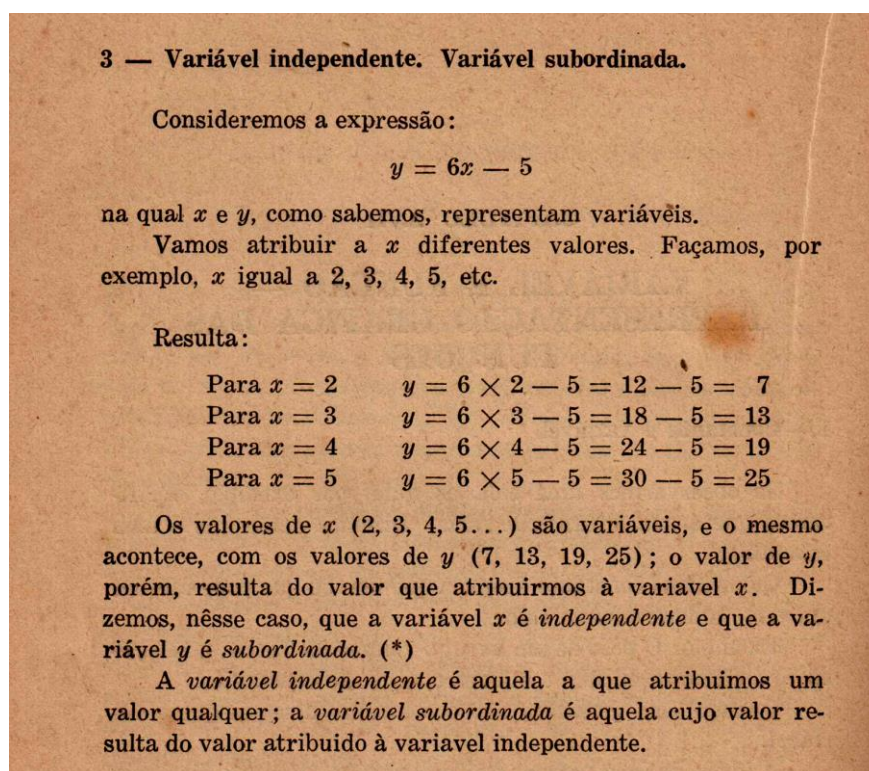 3 — Variável independente. Variável subordinada.
Consideremos a expressão:
y = 6x — 5
na qual x e y, como sabemos, representam variáveis.
Vamos atribuir a x diferentes valores. Façamos, por
exemplo, x igual a 2, 3, 4, 5, etc.
Resulta:
Para x = 2 y = 6 × 2 — 5 = 12 — 5 = 7
Para x = 3 y = 6 × 3 — 5 = 18 — 5 = 13
Para x = 4 y = 6 × 4 — 5 = 24 — 5 = 19
Para x = 5 y = 6 × 5 — 5 = 30 — 5 = 25
Os valores de x (2, 3, 4, 5...) são variáveis, e o mesmo
acontece, com os valores de y (7, 13, 19, 25); o valor de y,
porém, resulta do valor que atribuirmos à variavel x. Di-
zemos, nêsse caso, que a variável x é independente e que a va-
riável y é subordinada. (*)
A variável independente é aquela a que atribuimos um
valor qualquer; a variável subordinada é aquela cujo valor re-
sulta do valor atribuido à variavel independente.